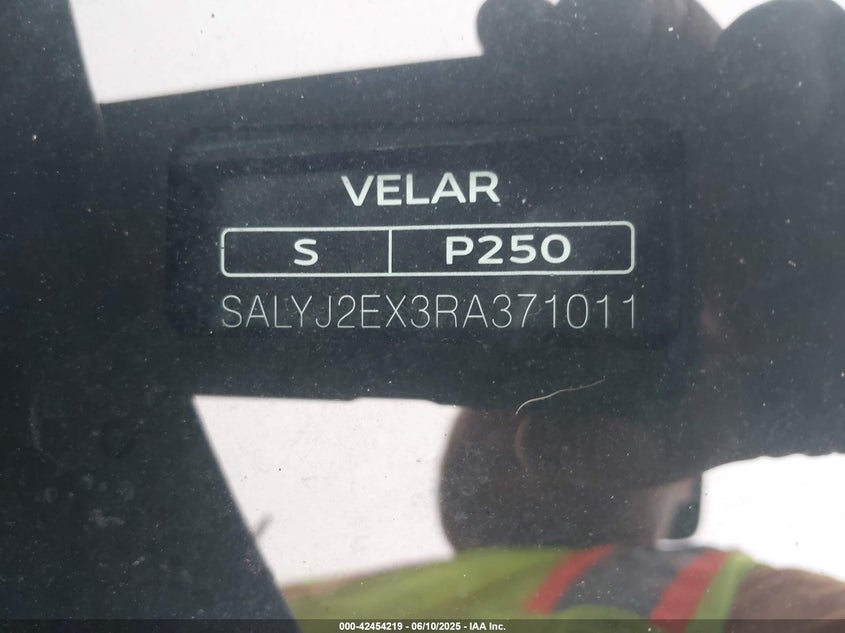 VELAR
S P250
SALYJ2EX3RA371011
000-42454219 - 06/10/2025 - IAA Inc.